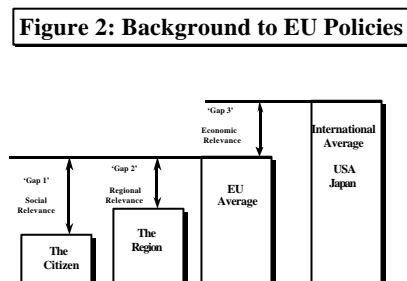 Figure 2: Background to EU Policies
‘Gap 3’
Economic
Relevance
International
Average
USA
Japan
‘Gap 1’
Social
Relevance
‘Gap 2’
Regional
Relevance
EU
Average
The
Region
The
Citizen